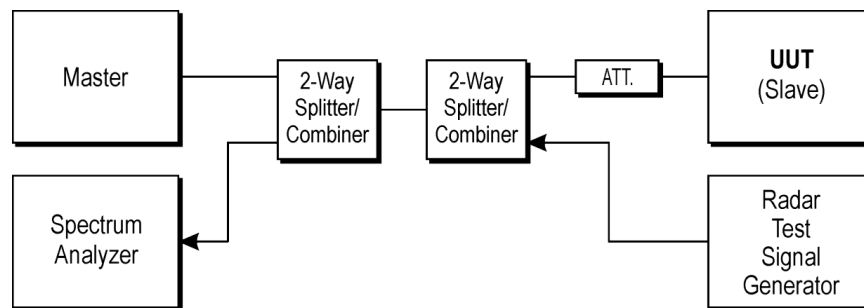 Master
2-Way
Splitter/
Combiner
2-Way
Splitter/
Combiner
ATT.
UUT
(Slave)
Spectrum
Analyzer
Radar
Test
Signal
Generator